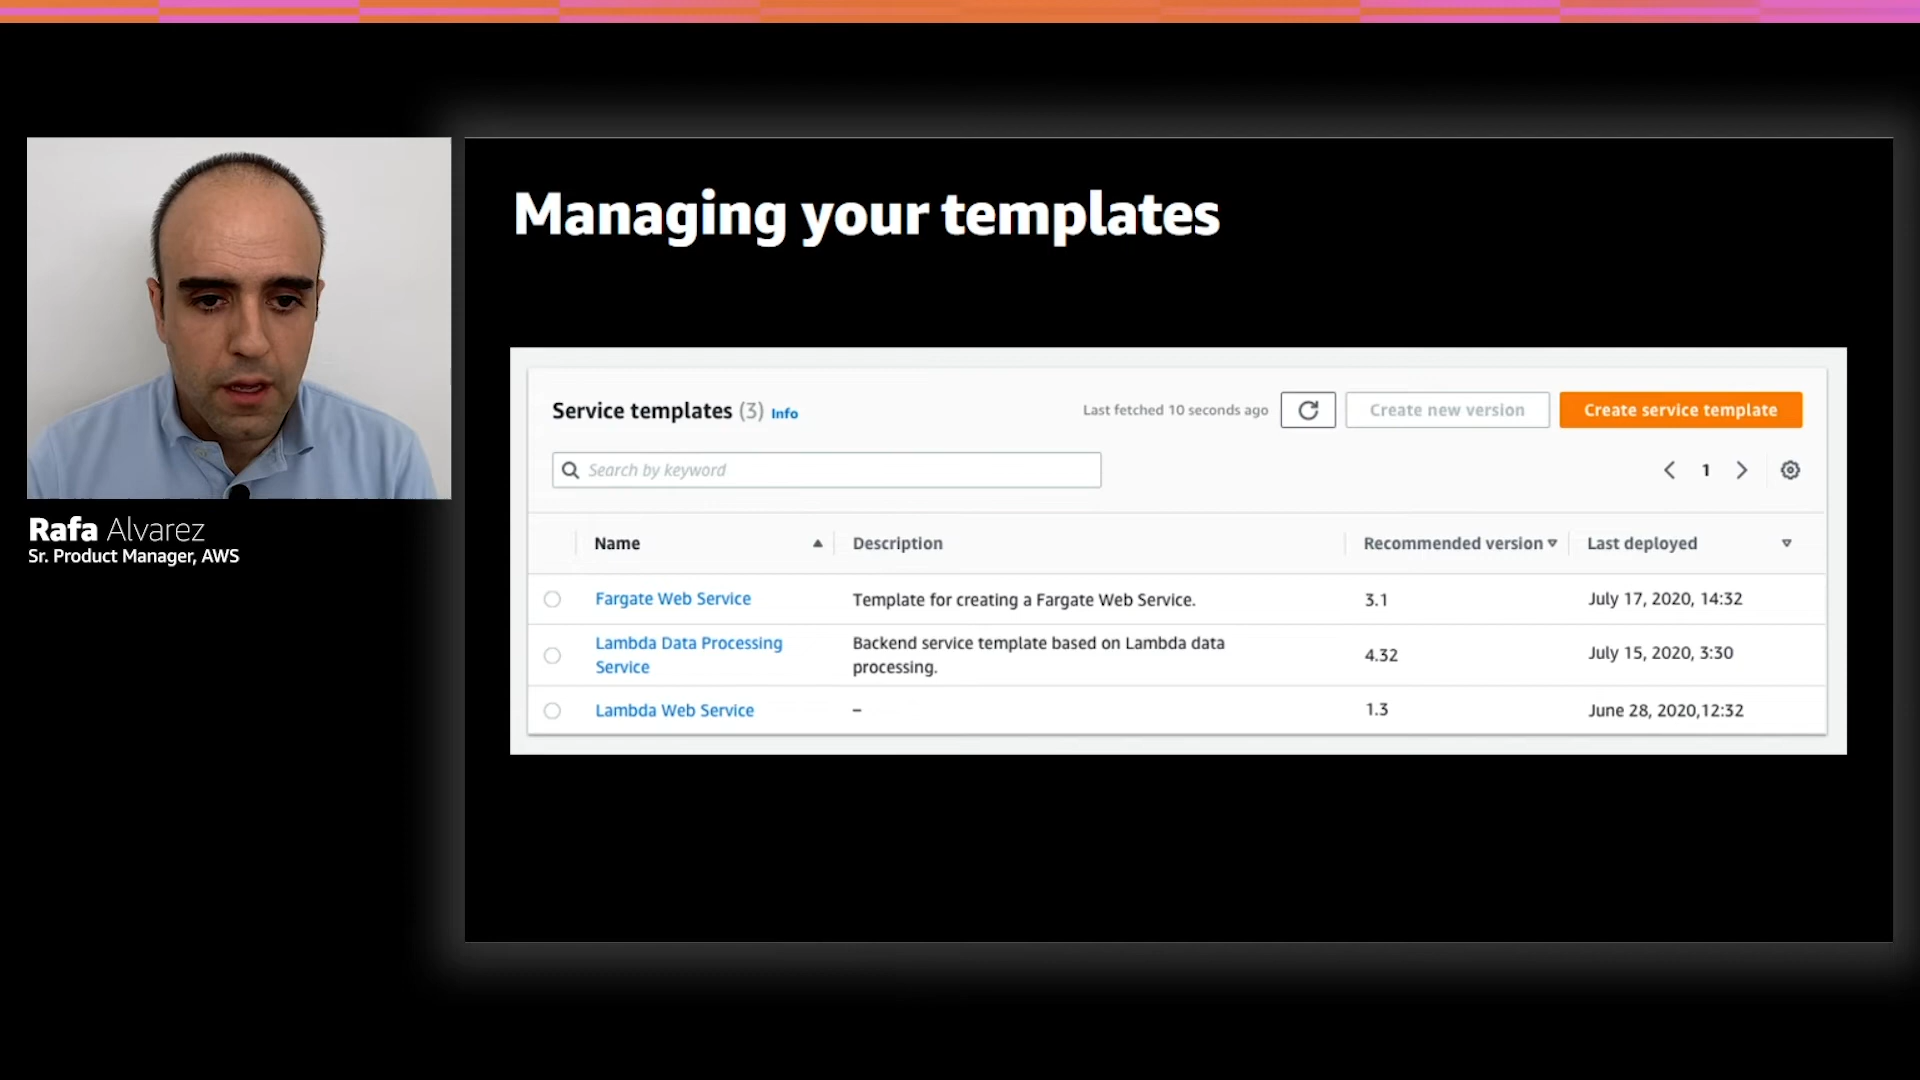 Managing your templates
Rafa Alvarez
Sr. Product Manager, AWS
Service templates (3) Info
Last fetched 10 seconds ago
Create new version
Create service template
Search by keyword
1
Name Description Recommended version Last deployed
Fargate Web Service Template for creating a Fargate Web Service. 3.1 July 17, 2020, 14:32
Lambda Data Processing
Service
Backend service template based on Lambda data
processing.
4.32 July 15, 2020, 3:30
Lambda Web Service – 1.3 June 28, 2020,12:32